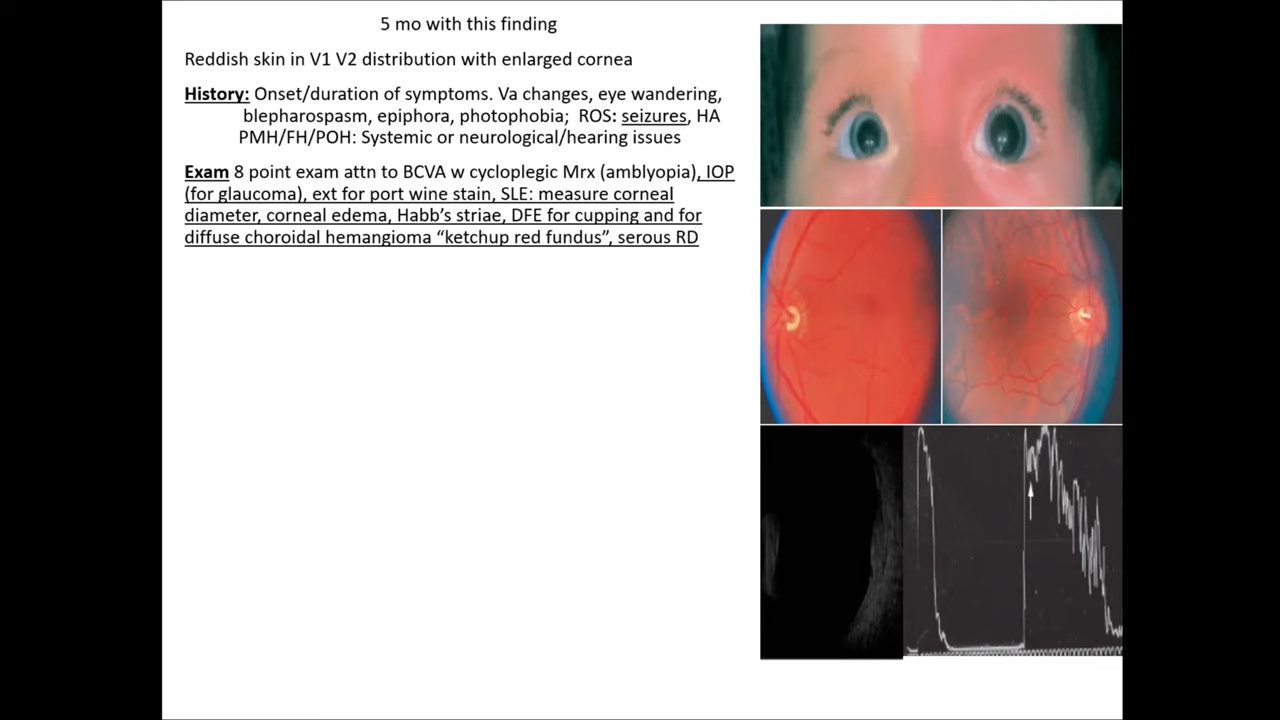 5 mo with this finding
Reddish skin in V1 V2 distribution with enlarged cornea
History: Onset/duration of symptoms. Va changes, eye wandering,
blepharospasm, epiphora, photophobia; ROS: seizures, HA
PMH/FH/POH: Systemic or neurological/hearing issues
Exam 8 point exam attn to BCVA w cycloplegic Mrx (amblyopia), IOP
(for glaucoma), ext for port wine stain, SLE: measure corneal
diameter, corneal edema, Habb’s striae, DFE for cupping and for
diffuse choroidal hemangioma “ketchup red fundus”, serous RD